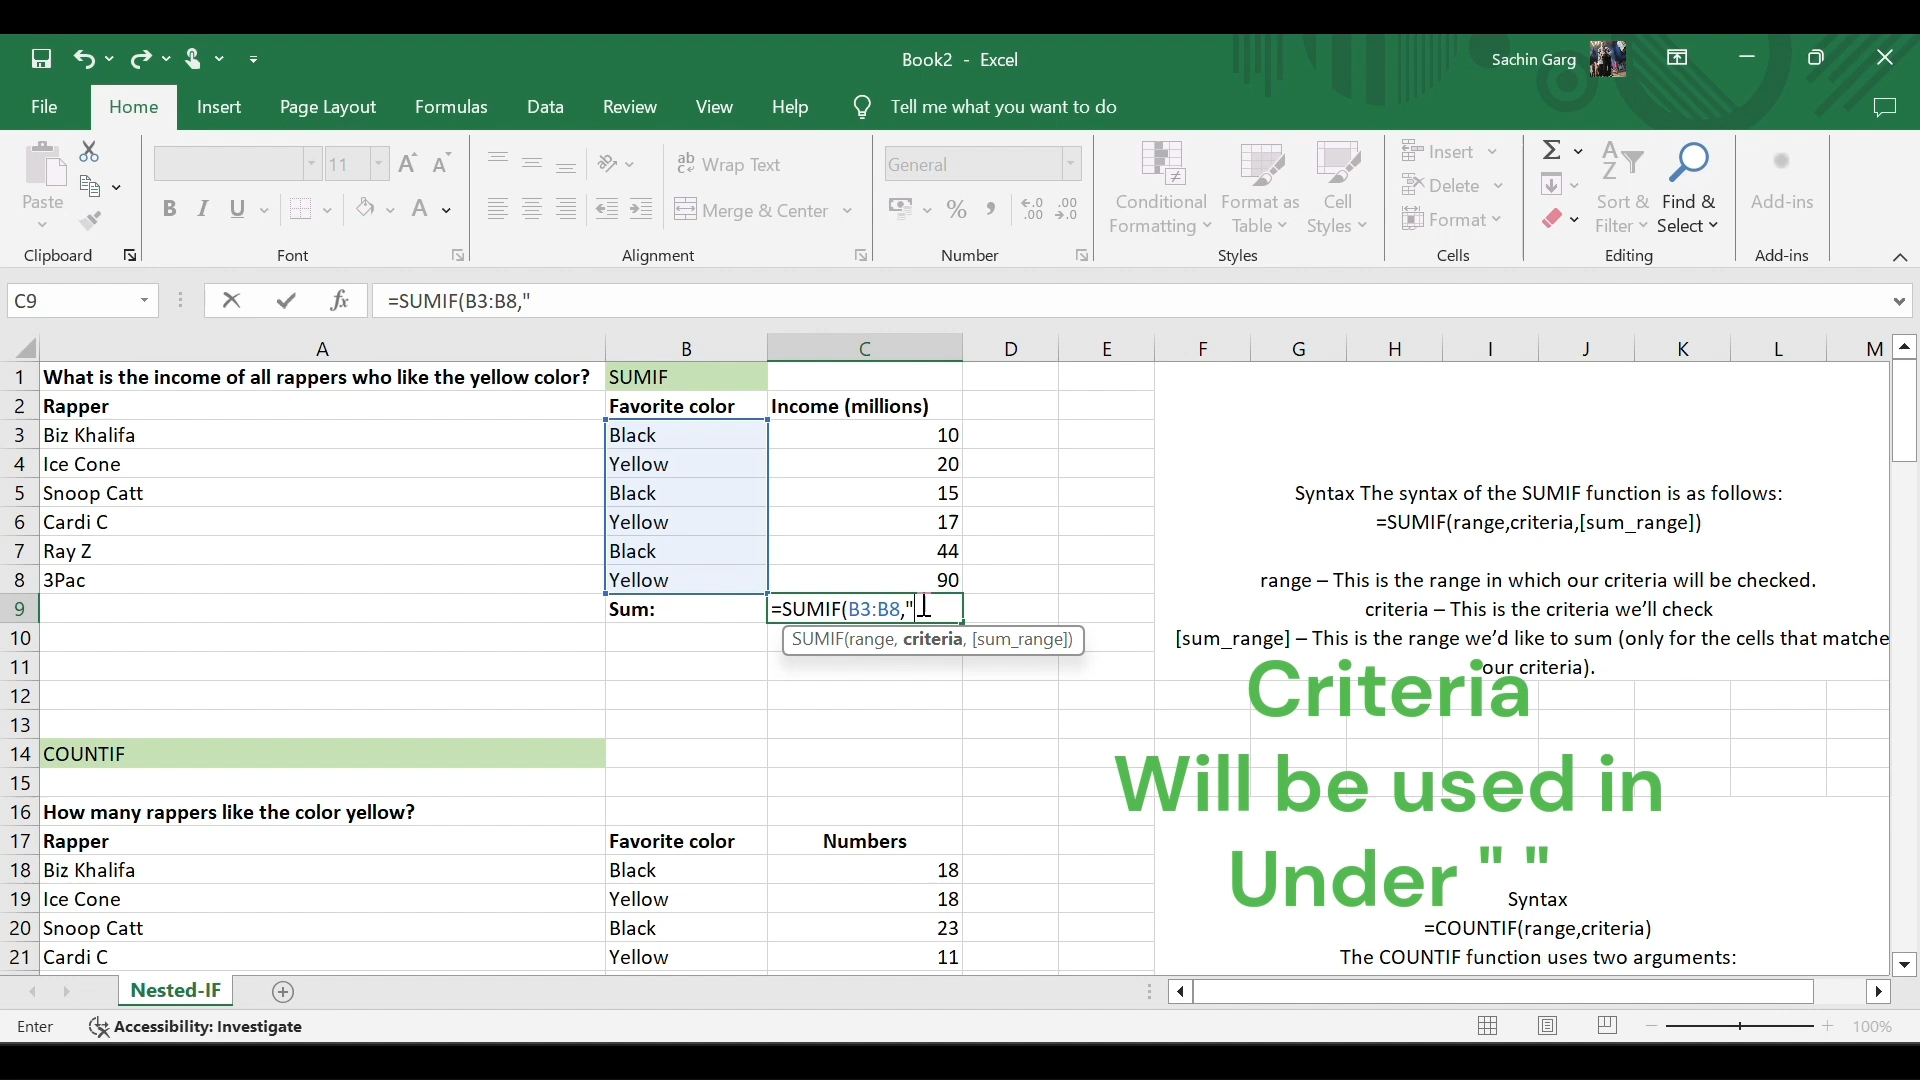 Book2 - Excel
Sachin Garg
File Home Insert Page Layout Formulas Data Review View Help Tell me what you want to do
Paste
11
Wrap Text
Merge & Center
General
Conditional Formatting
Format as Table
Cell Styles
Insert
Delete
Format
Sort & Filter
Find & Select
Add-ins
Clipboard Font Alignment Number Styles Cells Editing Add-ins
C9 =SUMIF(B3:B8,"
A B C D E F G H I J K L M
1 What is the income of all rappers who like the yellow color? SUMIF
2 Rapper Favorite color Income (millions)
3 Biz Khalifa Black 10
4 Ice Cone Yellow 20
5 Snoop Catt Black 15
6 Cardi C Yellow 17
7 Ray Z Black 44
8 3Pac Yellow 90
9 Sum: =SUMIF(B3:B8,"
SUMIF(range, criteria, [sum_range])
10
11
12
13
14 COUNTIF
15
16 How many rappers like the color yellow?
17 Rapper Favorite color Numbers
18 Biz Khalifa Black 18
19 Ice Cone Yellow 18
20 Snoop Catt Black 23
21 Cardi C Yellow 11
Syntax The syntax of the SUMIF function is as follows:
=SUMIF(range,criteria,[sum_range])
range – This is the range in which our criteria will be checked.
criteria – This is the criteria we’ll check
[sum_range] – This is the range we’d like to sum (only for the cells that matche
our criteria).
Criteria
Will be used in
Under " "
Syntax
=COUNTIF(range,criteria)
The COUNTIF function uses two arguments:
Nested-IF
Enter Accessibility: Investigate 100%